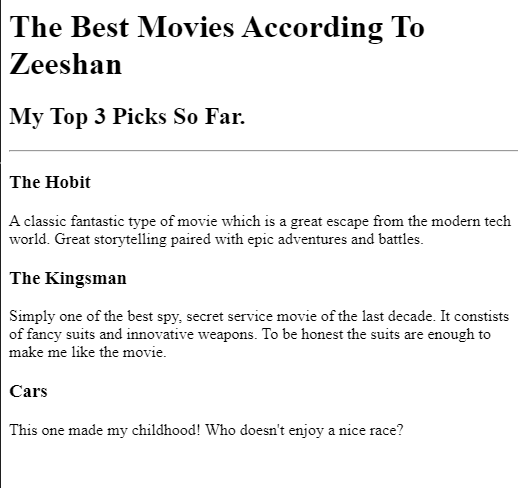 The Best Movies According To
Zeeshan
My Top 3 Picks So Far.
The Hobit
A classic fantastic type of movie which is a great escape from the modern tech
world. Great storytelling paired with epic adventures and battles.
The Kingsman
Simply one of the best spy, secret service movie of the last decade. It constists
of fancy suits and innovative weapons. To be honest the suits are enough to
make me like the movie.
Cars
This one made my childhood! Who doesn't enjoy a nice race?